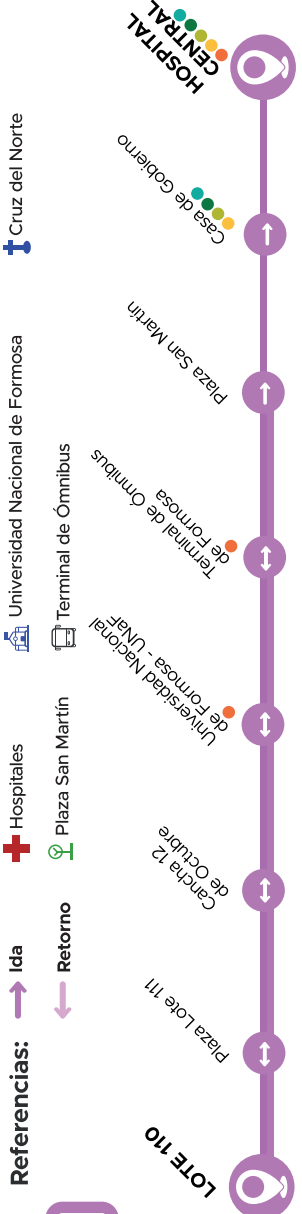 Referencias:
Ida
Retorno
Hospitales
Plaza San Martín
Universidad Nacional de Formosa
Terminal de Ómnibus
Cruz del Norte
LOTE 110
Plaza Lote 111
Cancha 12
de Octubre
Universidad Nacional
de Formosa - UNaF
Terminal de Ómnibus
de Formosa
Plaza San Martín
Casa de Gobierno
HOSPITAL
CENTRAL